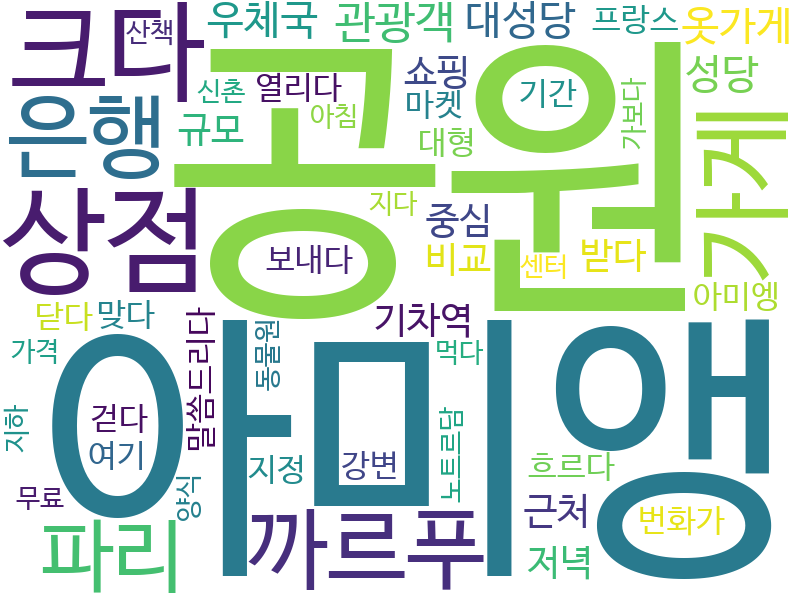 크다
산책
우체국
관광객
대성당
프랑스
옷가게
공원
신촌
열리다
쇼핑
기간
성당
은행
규모
아침
마켓
대형
가보다
가게
상점
지다
중심
보내다
비교
센터
받다
아미엥
닫다
맞다
말씀드리다
동물원
기차역
먹다
아미앵
가격
걷다
여기
지하
지정
강변
노트르담
흐르다
무료
양식
근처
번화가
파리
까르푸
저녁